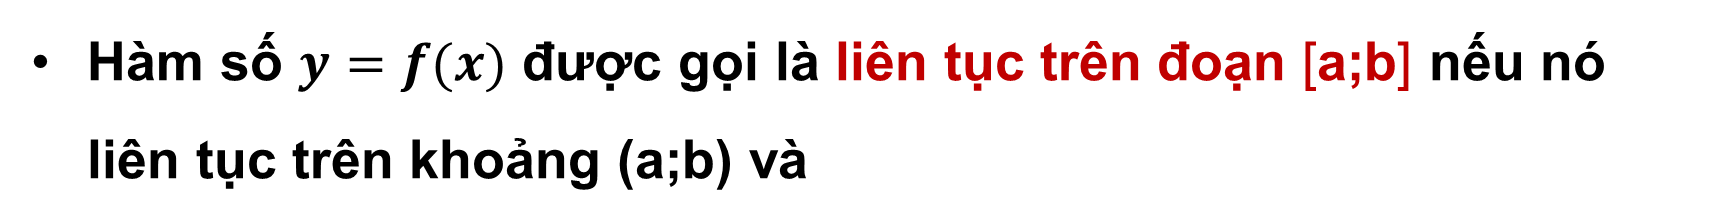 • Hàm số y = f(x) được gọi là liên tục trên đoạn [a;b] nếu nó
liên tục trên khoảng (a;b) và